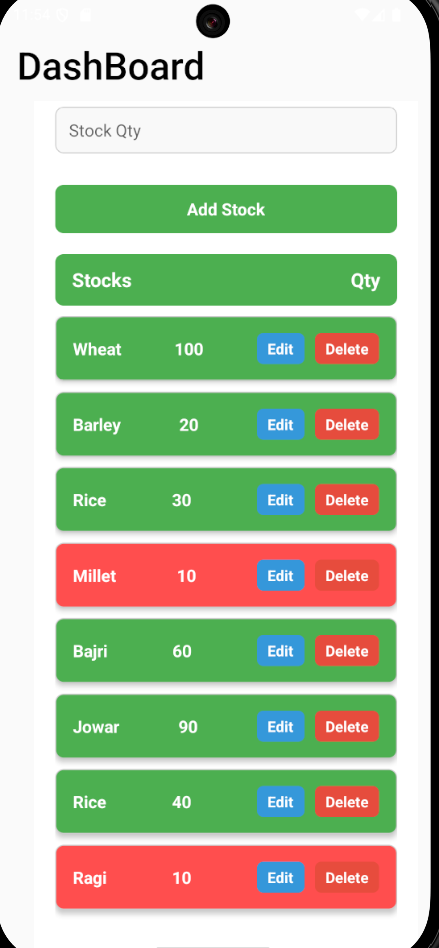 DashBoard
Stock Qty
Add Stock
Stocks Qty
Wheat 100 Edit Delete
Barley 20 Edit Delete
Rice 30 Edit Delete
Millet 10 Edit Delete
Bajri 60 Edit Delete
Jowar 90 Edit Delete
Rice 40 Edit Delete
Ragi 10 Edit Delete